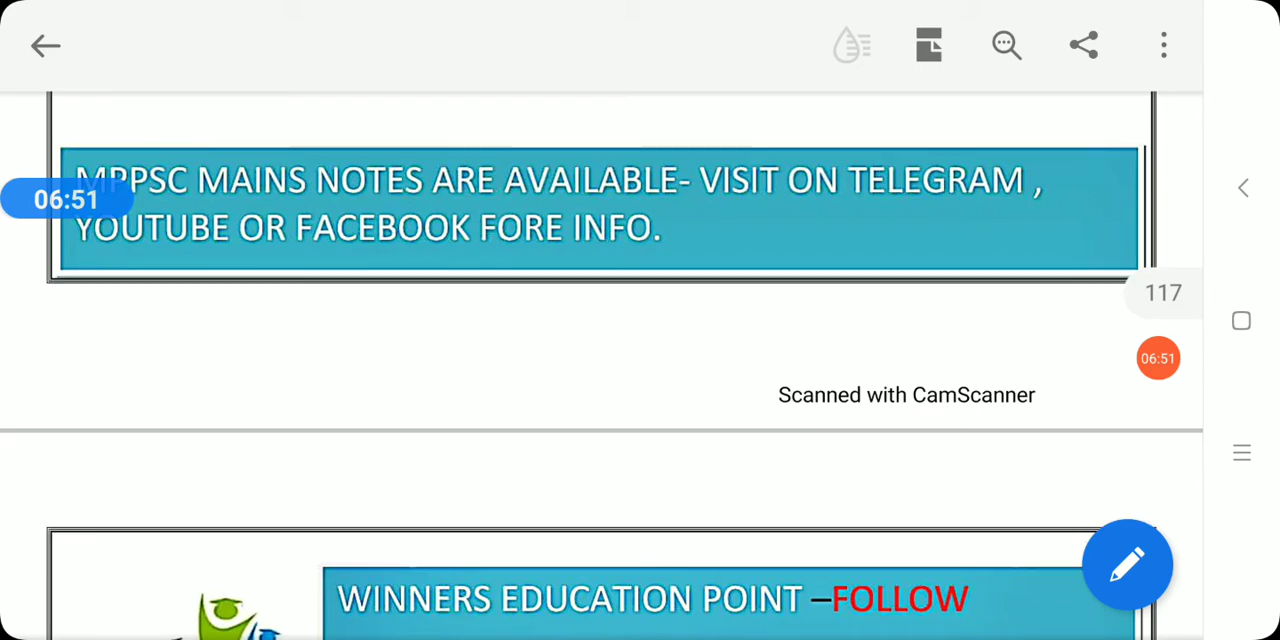 MPPSC MAINS NOTES ARE AVAILABLE- VISIT ON TELEGRAM ,
06:51
YOUTUBE OR FACEBOOK FORE INFO.
117
06:51
Scanned with CamScanner
WINNERS EDUCATION POINT –FOLLOW